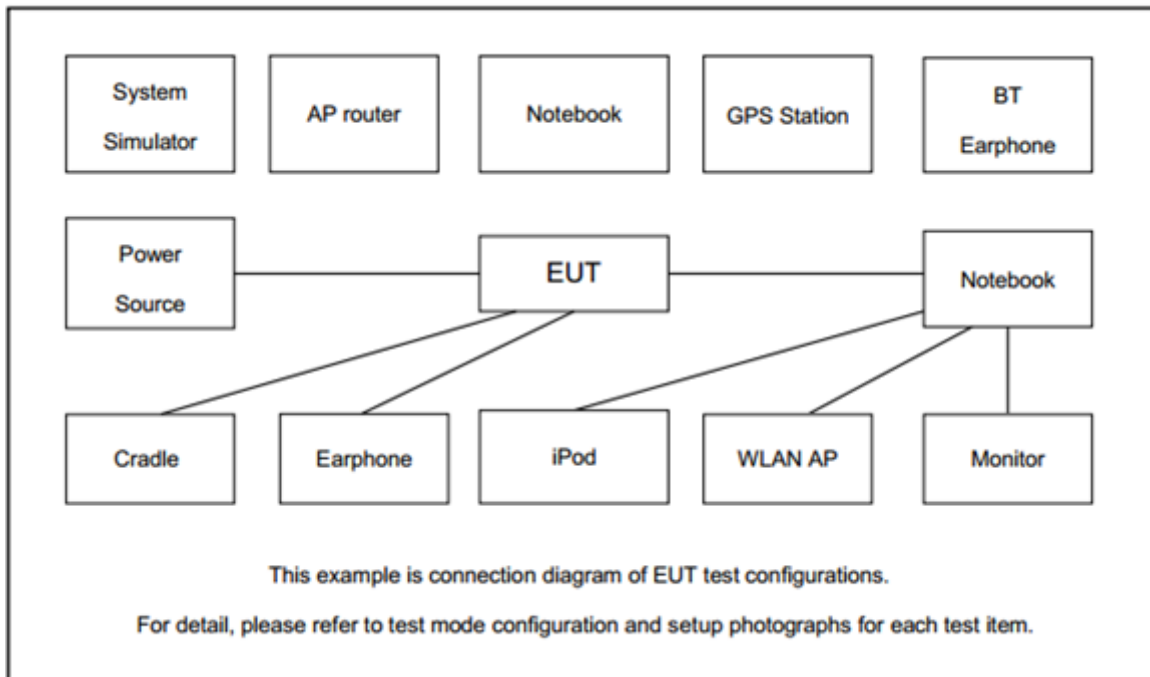 System
Simulator
AP router
Notebook
GPS Station
BT
Earphone
Power
Source
EUT
Notebook
Cradle
Earphone
iPod
WLAN AP
Monitor
This example is connection diagram of EUT test configurations.
For detail, please refer to test mode configuration and setup photographs for each test item.